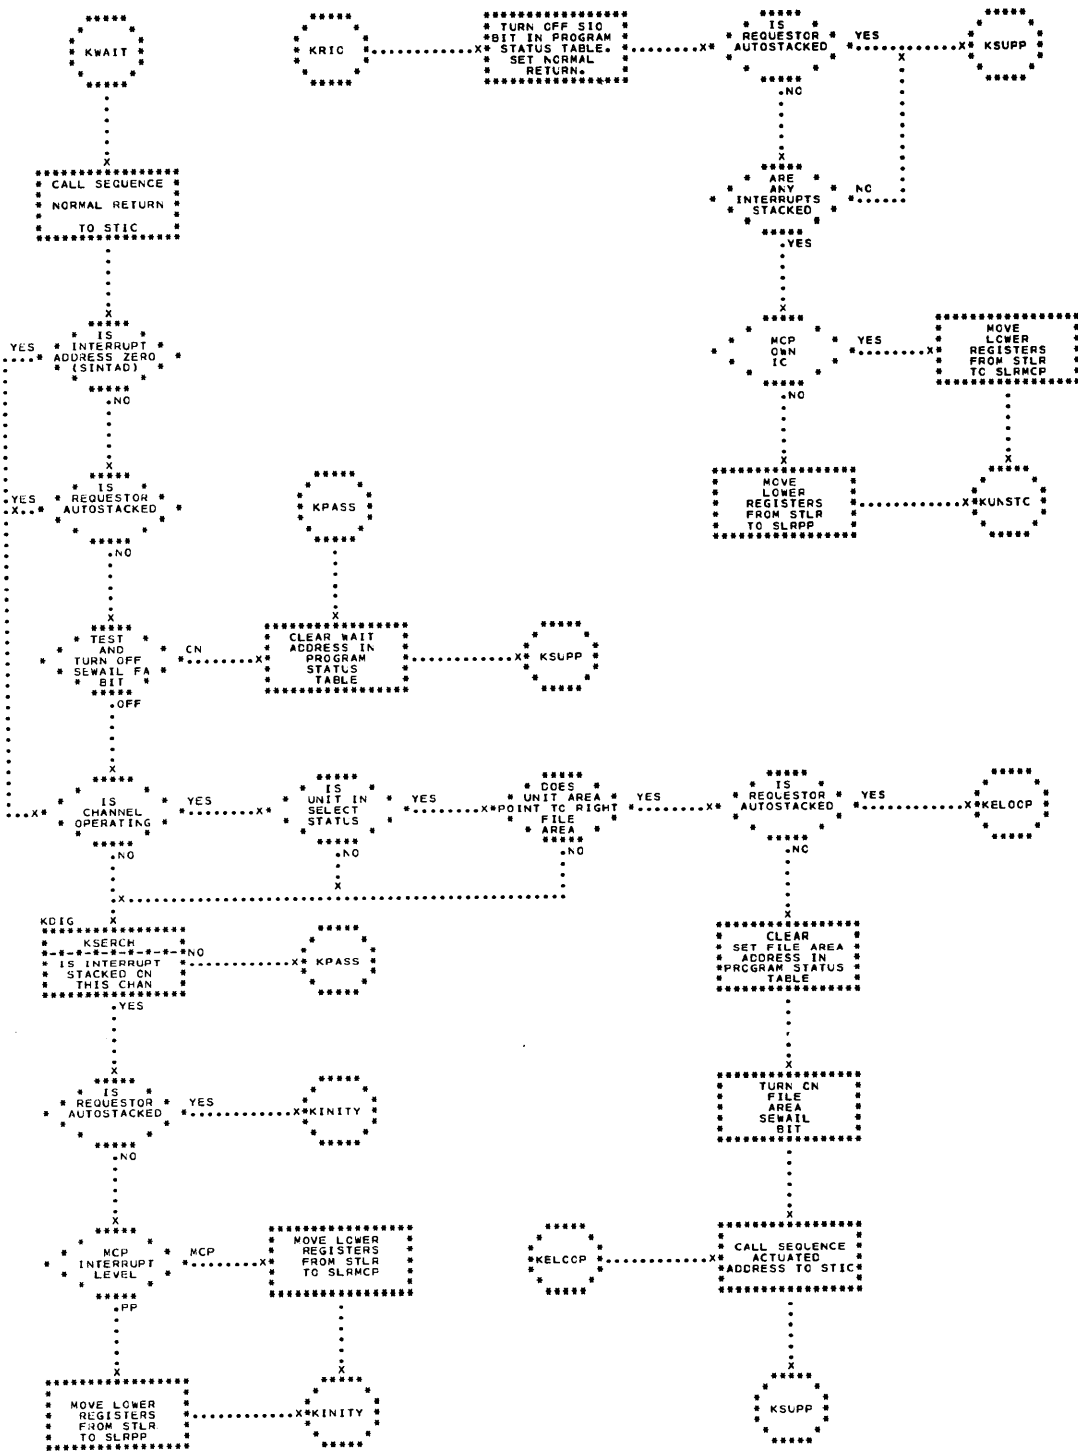 KWAIT
KRIC
TURN OFF SIO
BIT IN PROGRAM
STATUS TABLE.
SET NORMAL
RETURN.
IS
REQUESTOR
AUTOSTACKED
YES
KSUPP
NC
CALL SEQUENCE
NORMAL RETURN
TO STIC
ARE
ANY
INTERRUPTS
STACKED
NC
YES
IS
INTERRUPT
ADDRESS ZERO
(SINTAD)
YES
NO
MCP
OWN
IC
YES
MOVE
LOWER
REGISTERS
FROM STLR
TO SLRMCP
NO
IS
REQUESTOR
AUTOSTACKED
YES
NO
KPASS
MOVE
LOWER
REGISTERS
FROM STLR
TO SLRPP
KUNSTC
TEST
AND
TURN OFF
SEWAIL FA
BIT
CN
OFF
CLEAR WAIT
ADDRESS IN
PROGRAM
STATUS
TABLE
KSUPP
IS
CHANNEL
OPERATING
YES
NO
IS
UNIT IN
SELECT
STATUS
YES
NO
DOES
UNIT AREA
POINT TO RIGHT
FILE
AREA
YES
NO
IS
REQUESTOR
AUTOSTACKED
YES
KELOCP
NC
KDIG
KSERCH
NO
IS INTERRUPT
STACKED CN
THIS CHAN
YES
KPASS
CLEAR
SET FILE AREA
ADDRESS IN
PROGRAM STATUS
TABLE
IS
REQUESTOR
AUTOSTACKED
YES
KINITY
NO
TURN CN
FILE
AREA
SEWAIL
BIT
MCP
INTERRUPT
LEVEL
MCP
PP
MOVE LOWER
REGISTERS
FROM STLR
TO SLRMCP
KELCCP
CALL SEQUENCE
ACTUATED
ADDRESS TO STIC
MOVE LOWER
REGISTERS
FROM STLR
TO SLRPP
KINITY
KSUPP